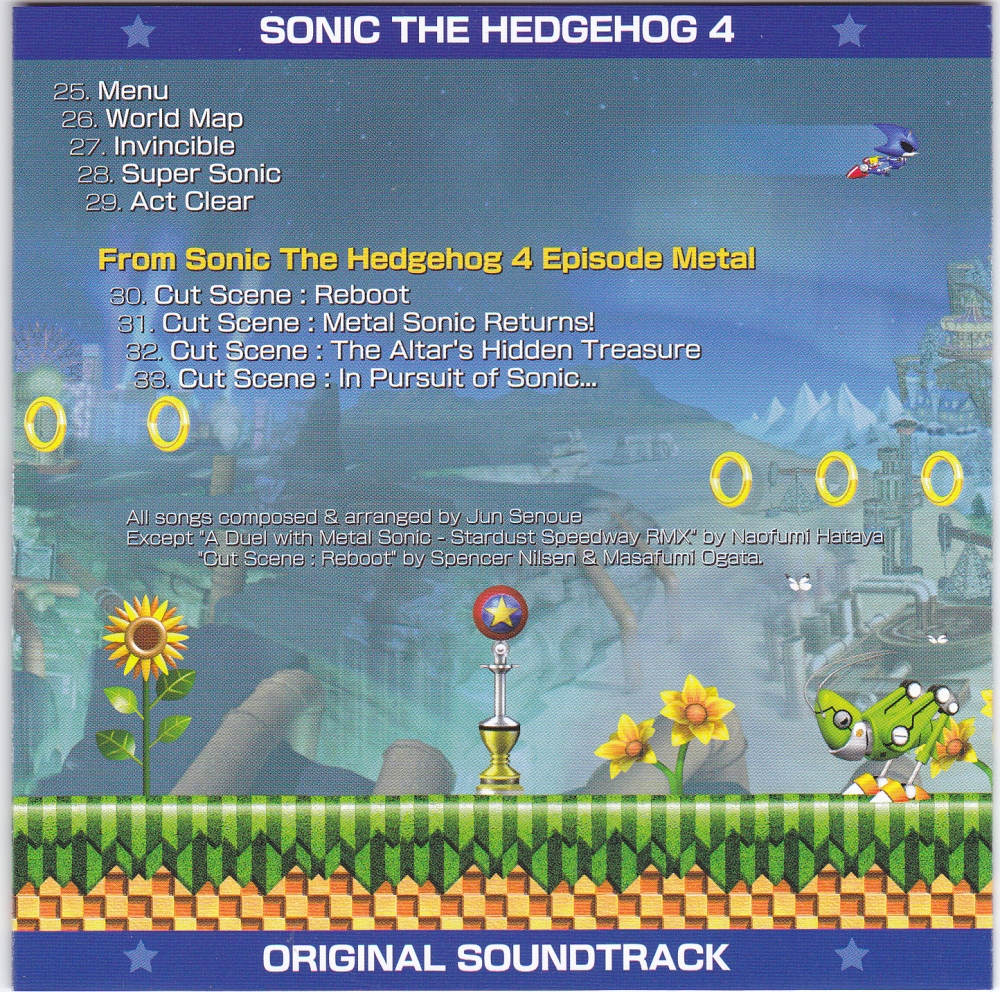 SONIC THE HEDGEHOG 4
25. Menu
26. World Map
27. Invincible
28. Super Sonic
29. Act Clear
From Sonic The Hedgehog 4 Episode Metal
30. Cut Scene : Reboot
31. Cut Scene : Metal Sonic Returns!
32. Cut Scene : The Altar's Hidden Treasure
33. Cut Scene : In Pursuit of Sonic...
All songs composed & arranged by Jun Senoue
Except "A Duel with Metal Sonic - Stardust Speedway RMX" by Naofumi Hataya
"Cut Scene : Reboot" by Spencer Nilsen & Masafumi Ogata.
ORIGINAL SOUNDTRACK